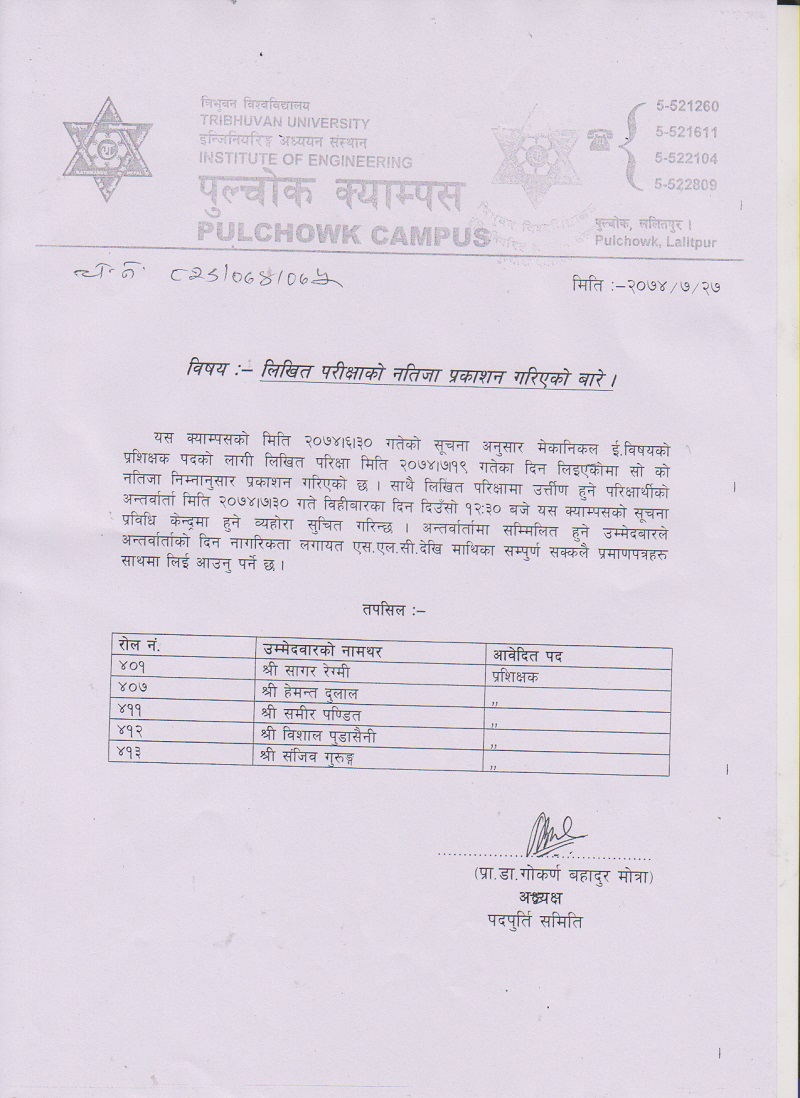 त्रिभुवन विश्वविद्यालय
TRIBHUVAN UNIVERSITY
इन्जिनियरिङ्ग अध्ययन संस्थान
INSTITUTE OF ENGINEERING
पुल्चोक क्याम्पस
PULCHOWK CAMPUS
5-521260
5-521611
5-522104
5-522809
पुल्चोक, ललितपुर ।
Pulchowk, Lalitpur
मिति :–२०७४/७/२७
विषय :– लिखित परीक्षाको नतिजा प्रकाशन गरिएको बारे ।
यस क्याम्पसको मिति २०७४।६।३० गतेको सूचना अनुसार मेकानिकल ई.विषयको
प्रशिक्षक पदको लागी लिखित परिक्षा मिति २०७४।७।१९ गतेका दिन लिइएकोमा सो को
नतिजा निम्नानुसार प्रकाशन गरिएको छ । साथै लिखित परिक्षामा उर्त्तीण हुने परिक्षार्थीको
अन्तर्वार्ता मिति २०७४।७।३० गते विहीबारका दिन दिउँसो १२:३० बजे यस क्याम्पसको सूचना
प्रविधि केन्द्रमा हुने व्यहोरा सुचित गरिन्छ । अन्तर्वार्तामा सम्मिलित हुने उम्मेदबारले
अन्तर्वार्ताको दिन नागरिकता लगायत एस.एल.सी.देखि माथिका सम्पुर्ण सक्कलै प्रमाणपत्रहरु
साथमा लिई आउनु पर्ने छ ।
तपसिल :–
रोल नं. उम्मेदवारको नामथर आवेदित पद
४०१ श्री सागर रेग्मी प्रशिक्षक
४०७ श्री हेमन्त दुलाल ,,
४११ श्री समीर पण्डित ,,
४१२ श्री विशाल पुडासैनी ,,
४१३ श्री संजिव गुरुङ्ग ,,
(प्रा.डा.गोकर्ण बहादुर मोत्रा)
अध्यक्ष
पदपुर्ति समिति